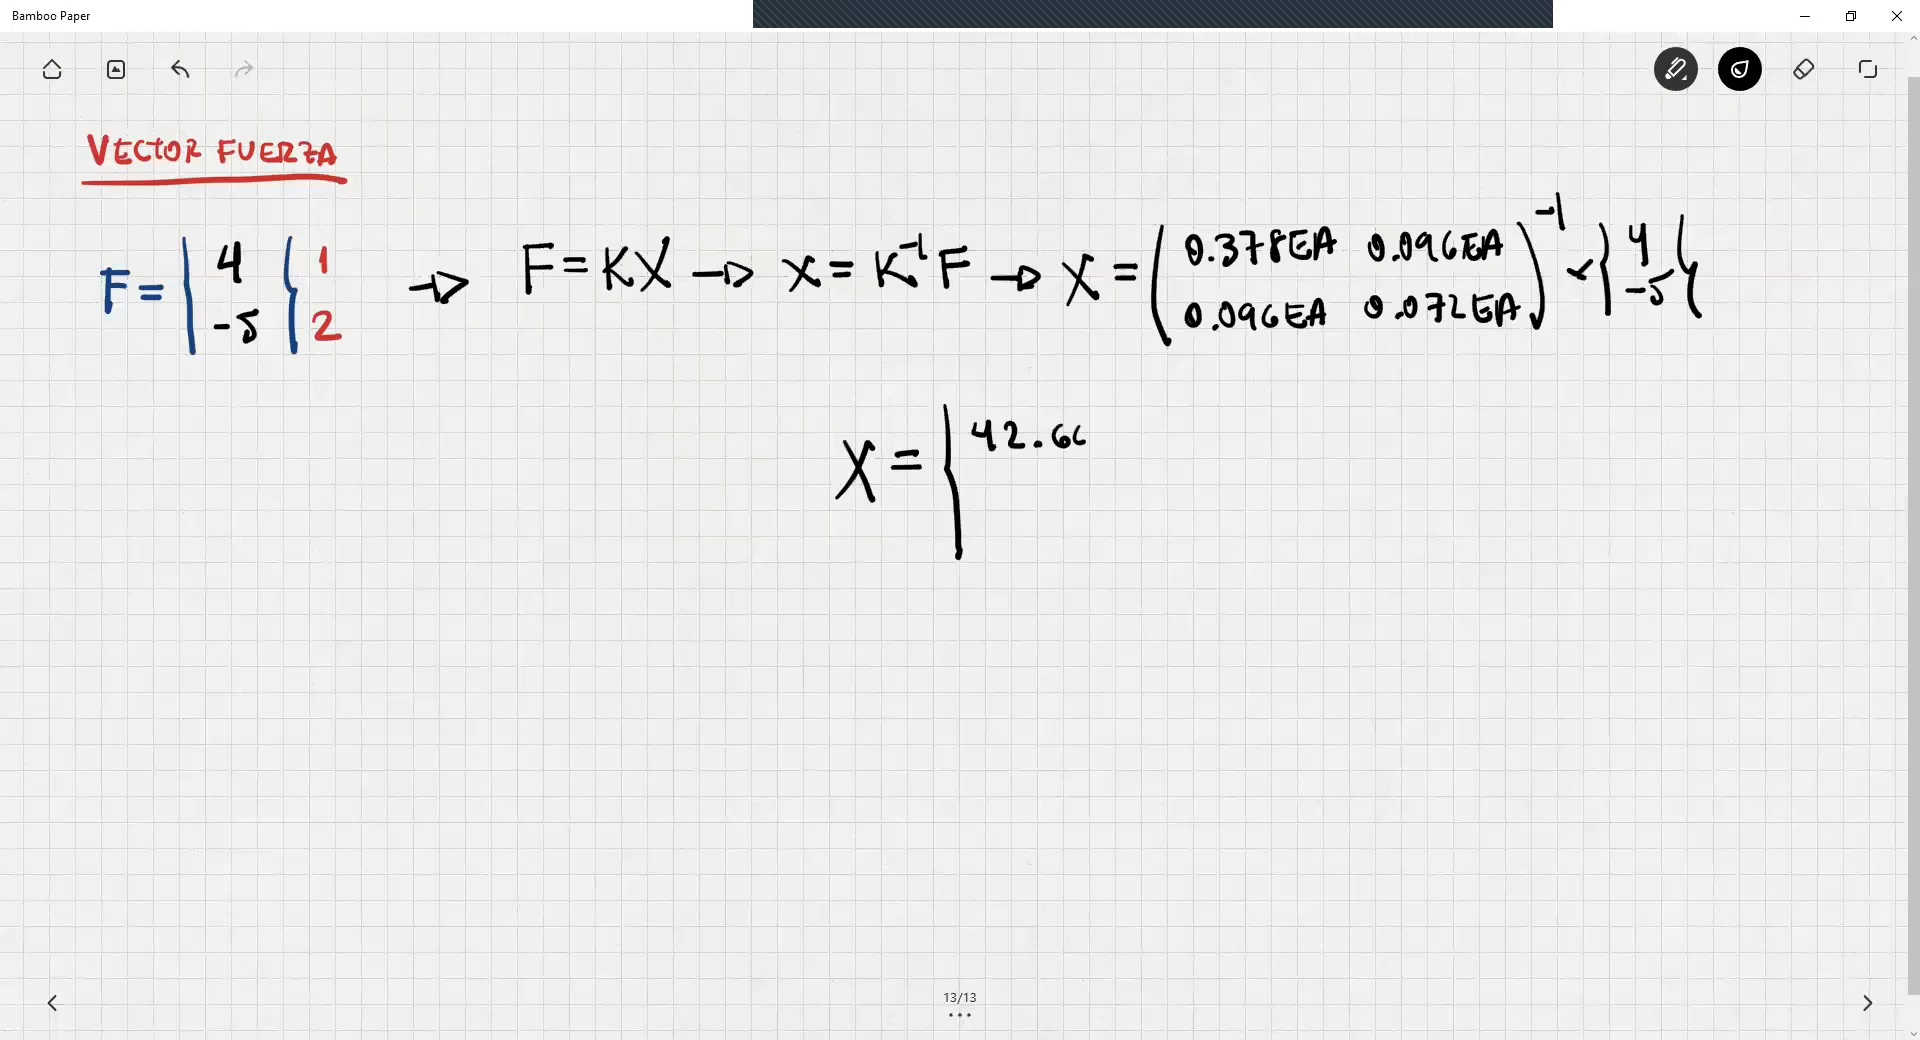 Bamboo Paper
VECTOR FUERZA
F = { 4 } 1
{ -5 } 2
→ F = KX → X = K⁻¹F → X = ( 0.378EA 0.096EA )⁻¹ × { 4 }
( 0.096EA 0.072EA ) { -5 }
X = { 42.6
13/13